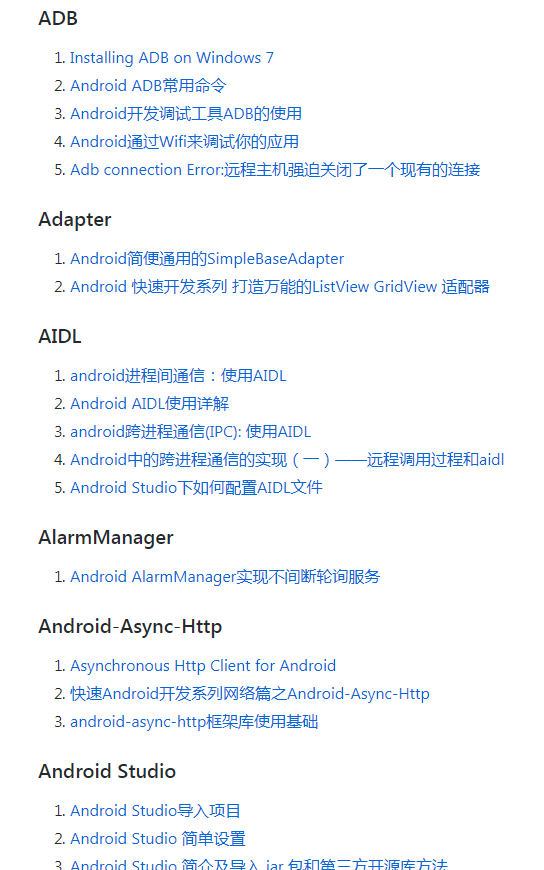 ADB
1. Installing ADB on Windows 7
2. Android ADB常用命令
3. Android开发调试工具ADB的使用
4. Android通过Wifi来调试你的应用
5. Adb connection Error:远程主机强迫关闭了一个现有的连接
Adapter
1. Android简便通用的SimpleBaseAdapter
2. Android 快速开发系列 打造万能的ListView GridView 适配器
AIDL
1. android进程间通信：使用AIDL
2. Android AIDL使用详解
3. android跨进程通信(IPC): 使用AIDL
4. Android中的跨进程通信的实现（一）——远程调用过程和aidl
5. Android Studio下如何配置AIDL文件
AlarmManager
1. Android AlarmManager实现不间断轮询服务
Android-Async-Http
1. Asynchronous Http Client for Android
2. 快速Android开发系列网络篇之Android-Async-Http
3. android-async-http框架库使用基础
Android Studio
1. Android Studio导入项目
2. Android Studio 简单设置
3. Android Studio 简介及导入 jar 包和第三方开源库方法